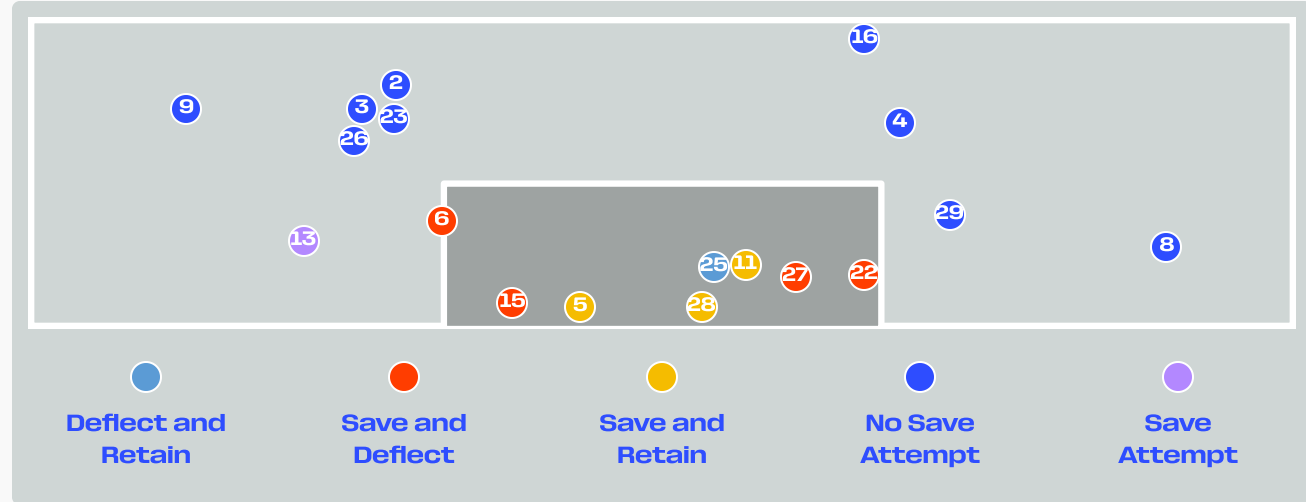 16
2
9
3
23
4
26
29
6
13
8
25
11
27
22
15
5
28
Deflect and
Retain
Save and
Deflect
Save and
Retain
No Save
Attempt
Save
Attempt